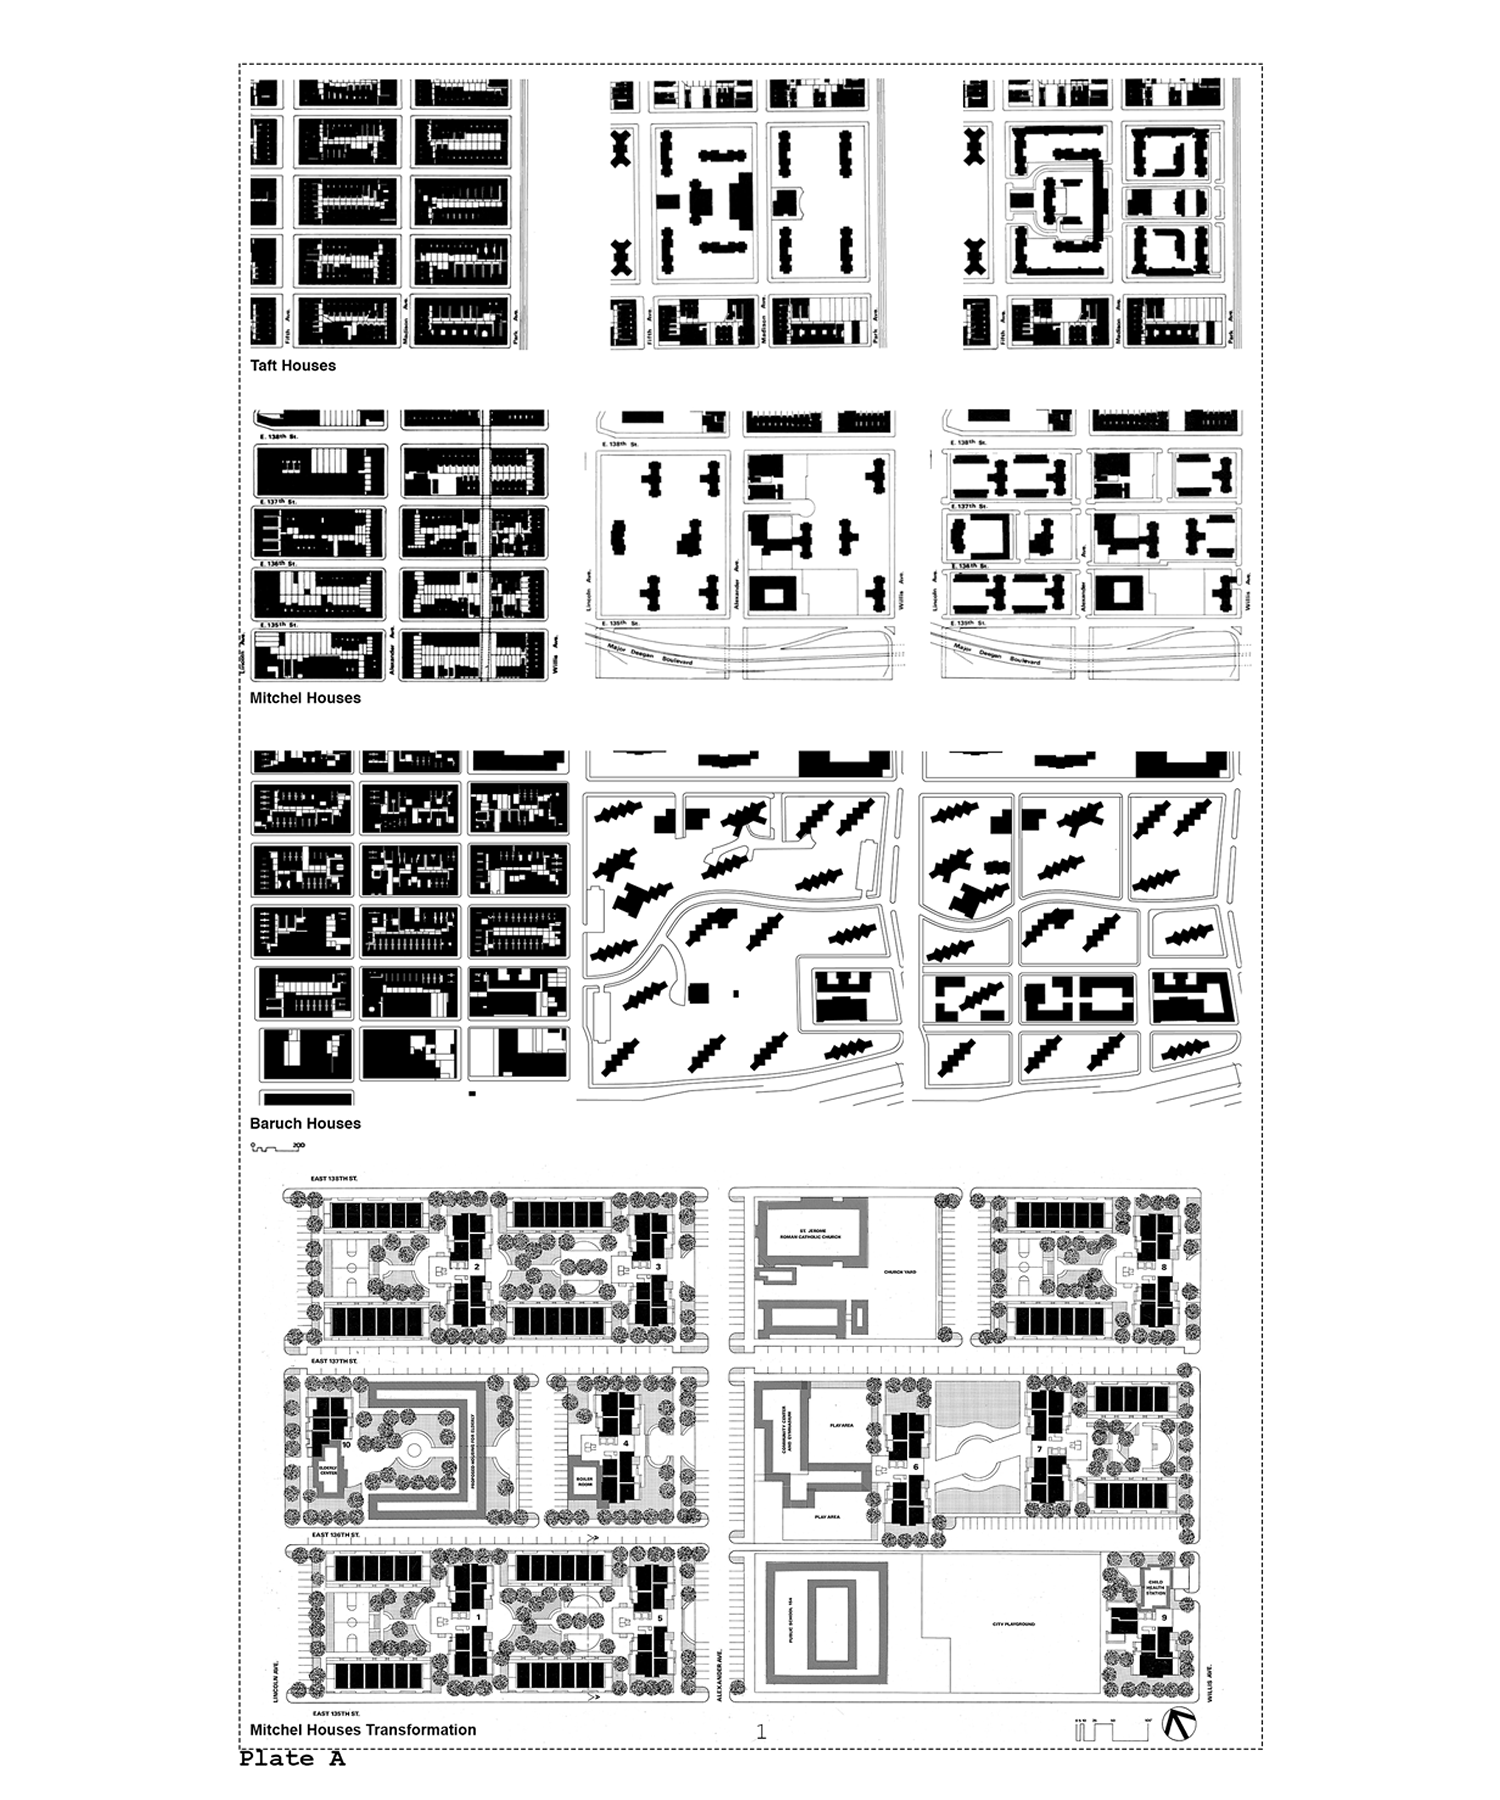 Fifth Ave.
Madison Ave.
Park Ave.
Fifth Ave.
Madison Ave.
Park Ave.
Fifth Ave.
Madison Ave.
Park Ave.
Taft Houses
E. 138th St.
E. 137th St.
E. 136th St.
E. 135th St.
Lincoln Ave.
Alexander Ave.
Willis Ave.
E. 138th St.
Lincoln Ave.
Alexander Ave.
Willis Ave.
E. 135th St.
Major Deegan Boulevard
E. 138th St.
E. 137th St.
E. 136th St.
Lincoln Ave.
Alexander Ave.
Willis Ave.
E. 135th St.
Major Deegan Boulevard
Mitchel Houses
Baruch Houses
0 200
EAST 138TH ST.
ST. JEROME
ROMAN CATHOLIC CHURCH
CHURCH YARD
2
3
8
EAST 137TH ST.
10
ELDERLY
CENTER
PROPOSED HOUSING FOR ELDERLY
4
BOILER
ROOM
COMMUNITY CENTER
AND GYMNASIUM
PLAY AREA
PLAY AREA
6
7
EAST 136TH ST.
A
1
5
PUBLIC SCHOOL 154
CITY PLAYGROUND
CHILD
HEALTH
STATION
9
A
LINCOLN AVE.
ALEXANDER AVE.
WILLIS AVE.
EAST 135TH ST.
Mitchel Houses Transformation
1
Plate A